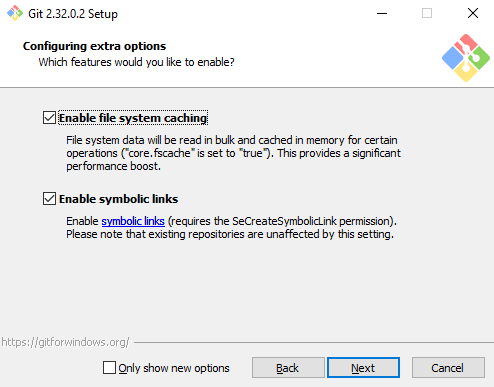 Git 2.32.0.2 Setup
Configuring extra options
Which features would you like to enable?
Enable file system caching
File system data will be read in bulk and cached in memory for certain
operations ("core.fscache" is set to "true"). This provides a significant
performance boost.
Enable symbolic links
Enable symbolic links (requires the SeCreateSymbolicLink permission).
Please note that existing repositories are unaffected by this setting.
https://gitforwindows.org/
Only show new options
Back
Next
Cancel